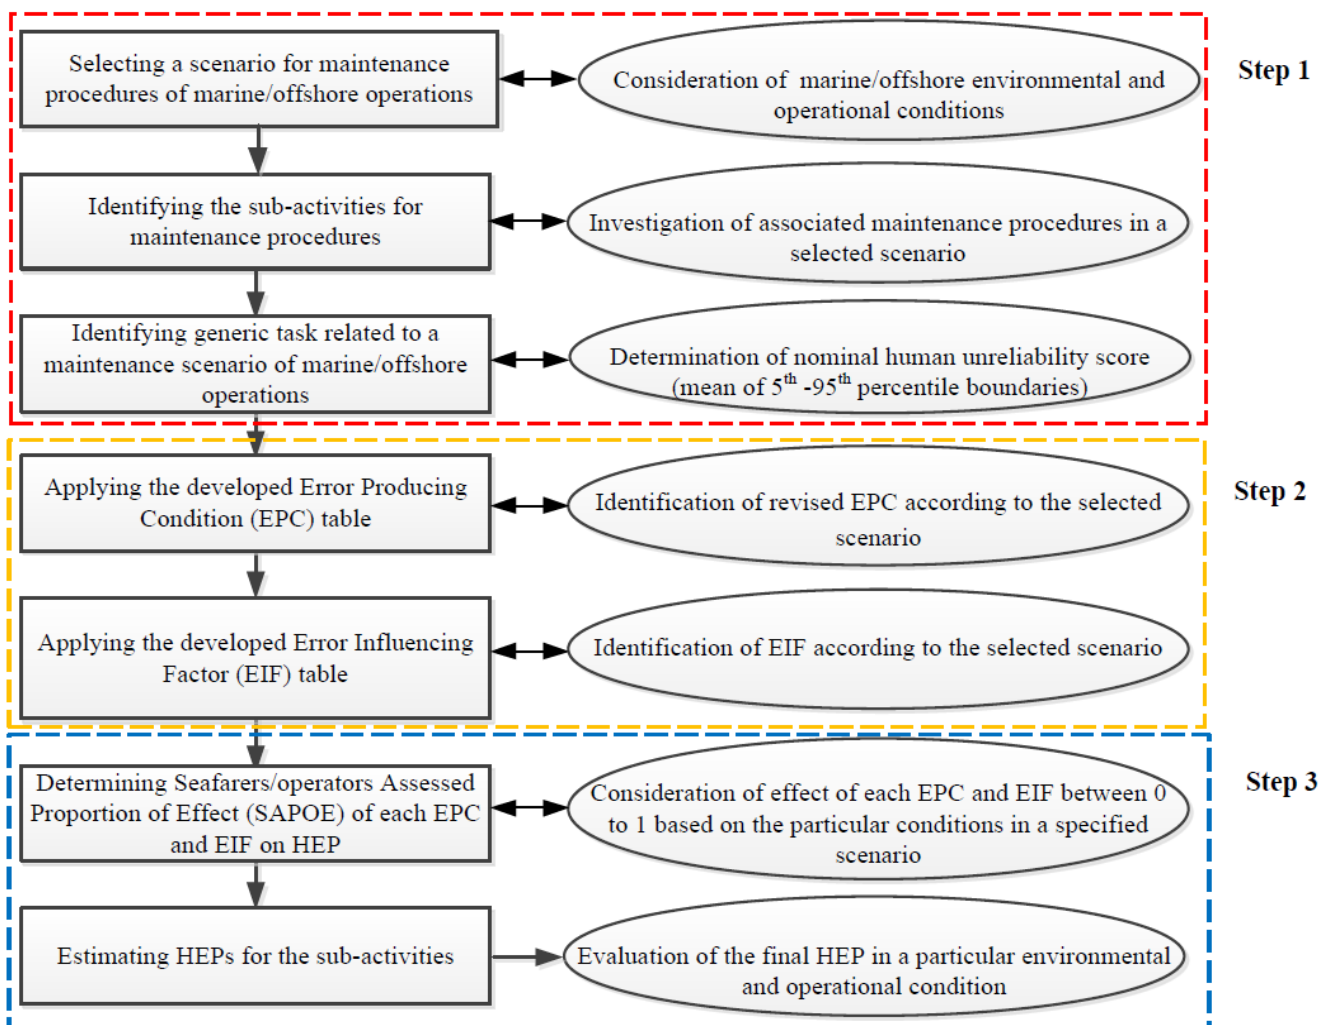 Selecting a scenario for maintenance
procedures of marine/offshore operations
Consideration of marine/offshore environmental and
operational conditions
Step 1
Identifying the sub-activities for
maintenance procedures
Investigation of associated maintenance procedures in a
selected scenario
Identifying generic task related to a
maintenance scenario of marine/offshore
operations
Determination of nominal human unreliability score
(mean of 5th -95th percentile boundaries)
Applying the developed Error Producing
Condition (EPC) table
Identification of revised EPC according to the selected
scenario
Step 2
Applying the developed Error Influencing
Factor (EIF) table
Identification of EIF according to the selected scenario
Determining Seafarers/operators Assessed
Proportion of Effect (SAPOE) of each EPC
and EIF on HEP
Consideration of effect of each EPC and EIF between 0
to 1 based on the particular conditions in a specified
scenario
Step 3
Estimating HEPs for the sub-activities
Evaluation of the final HEP in a particular environmental
and operational condition